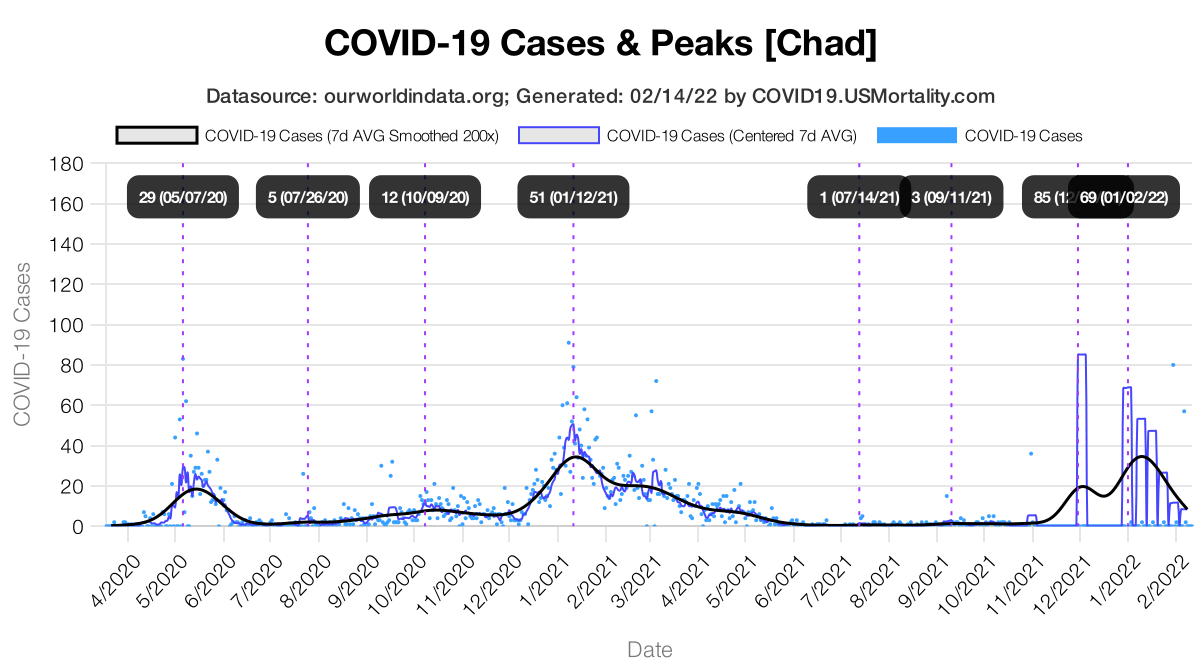 COVID-19 Cases & Peaks [Chad]
Datasource: ourworldindata.org; Generated: 02/14/22 by COVID19.USMortality.com
COVID-19 Cases (7d AVG Smoothed 200x) COVID-19 Cases (Centered 7d AVG) COVID-19 Cases
180
29 (05/07/20) 5 (07/26/20) 12 (10/09/20) 51 (01/12/21) 1 (07/14/21) 3 (09/11/21) 85 (12/ 69 (01/02/22)
160
140
120
100
80
60
40
20
0
COVID-19 Cases
4/2020 5/2020 6/2020 7/2020 8/2020 9/2020 10/2020 11/2020 12/2020 1/2021 2/2021 3/2021 4/2021 5/2021 6/2021 7/2021 8/2021 9/2021 10/2021 11/2021 12/2021 1/2022 2/2022
Date